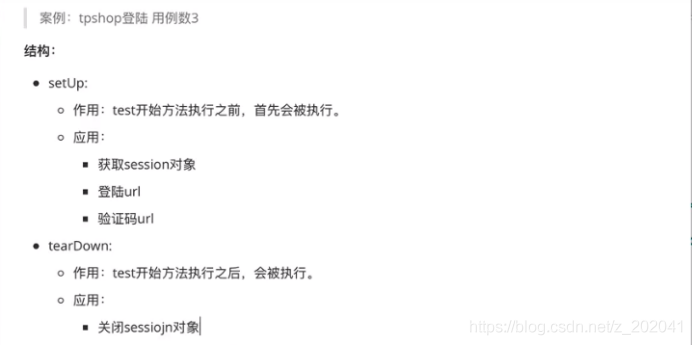 案例：tpshop登陆 用例数3
结构：
setUp:
作用：test开始方法执行之前，首先会被执行。
应用：
获取session对象
登陆url
验证码url
tearDown:
作用：test开始方法执行之后，会被执行。
应用：
关闭sessiojn对象
https://blog.csdn.net/z_202041